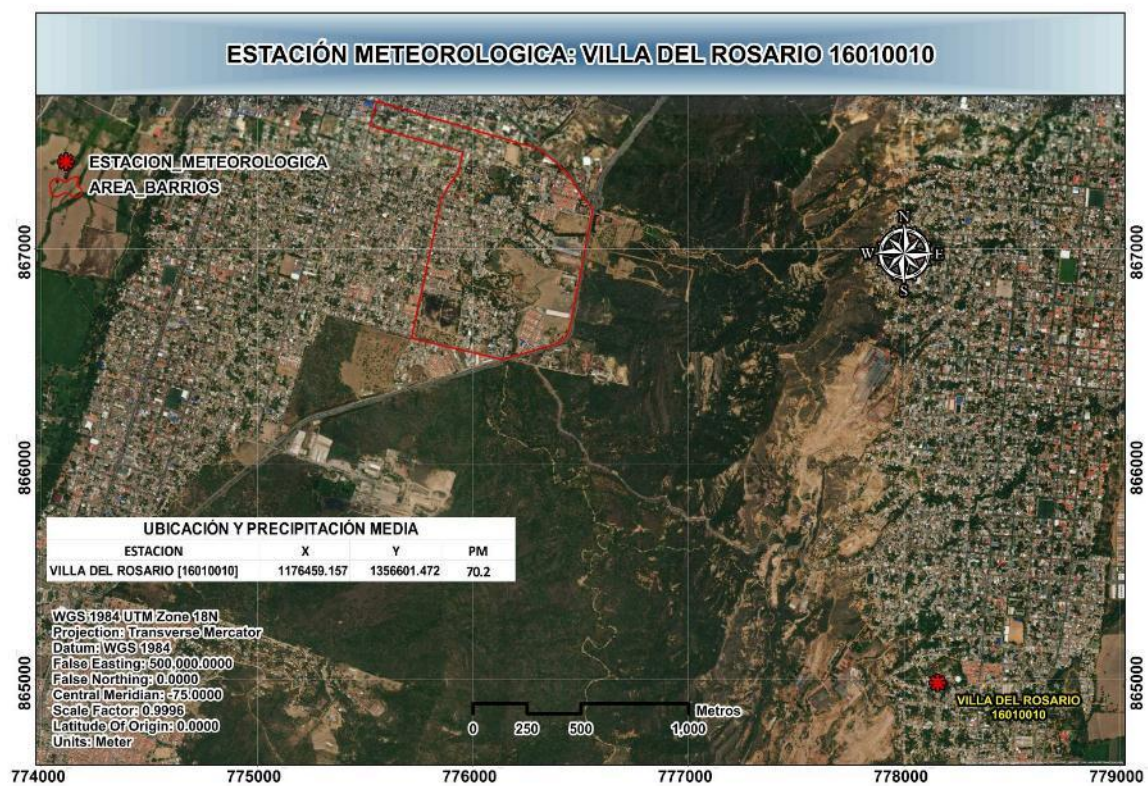 ESTACIÓN METEOROLOGICA: VILLA DEL ROSARIO 16010010
ESTACION_METEOROLOGICA
AREA_BARRIOS
N
W E
S
867000
867000
866000
866000
865000
865000
UBICACIÓN Y PRECIPITACIÓN MEDIA
ESTACION X Y PM
VILLA DEL ROSARIO [16010010] 1176459.157 1356601.472 70.2
WGS 1984 UTM Zone 18N
Projection: Transverse Mercator
Datum: WGS 1984
False Easting: 500,000.0000
False Northing: 0.0000
Central Meridian: -75.0000
Scale Factor: 0.9996
Latitude Of Origin: 0.0000
Units: Meter
Metros
0 250 500 1,000
VILLA DEL ROSARIO
16010010
774000 775000 776000 777000 778000 779000